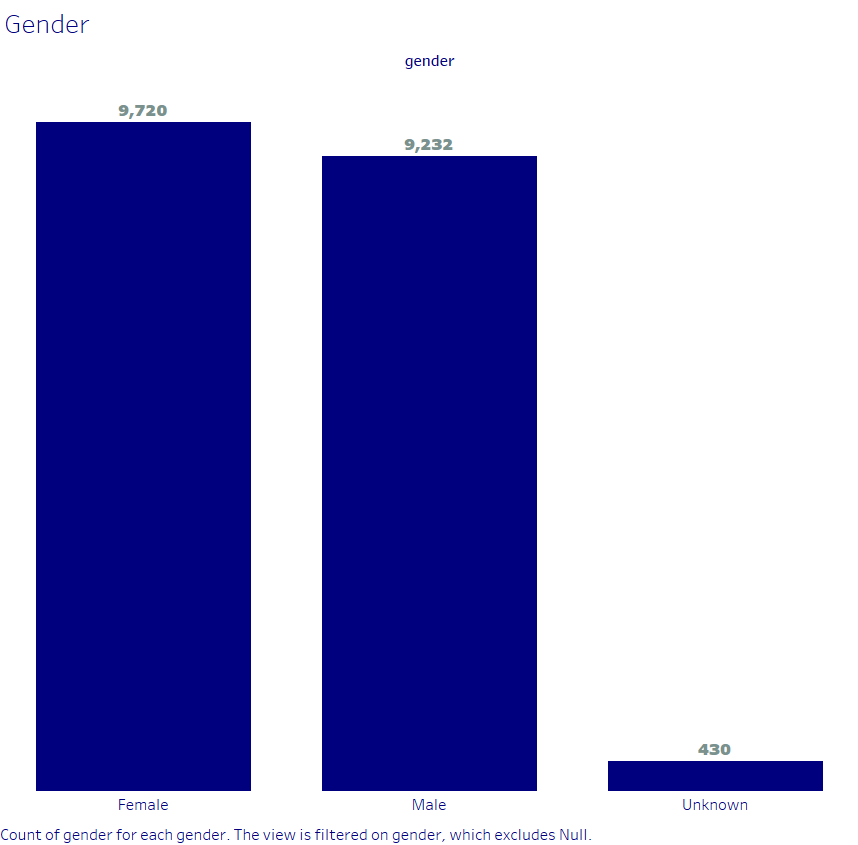 Gender
gender
9,720
9,232
430
Female Male Unknown
Count of gender for each gender. The view is filtered on gender, which excludes Null.